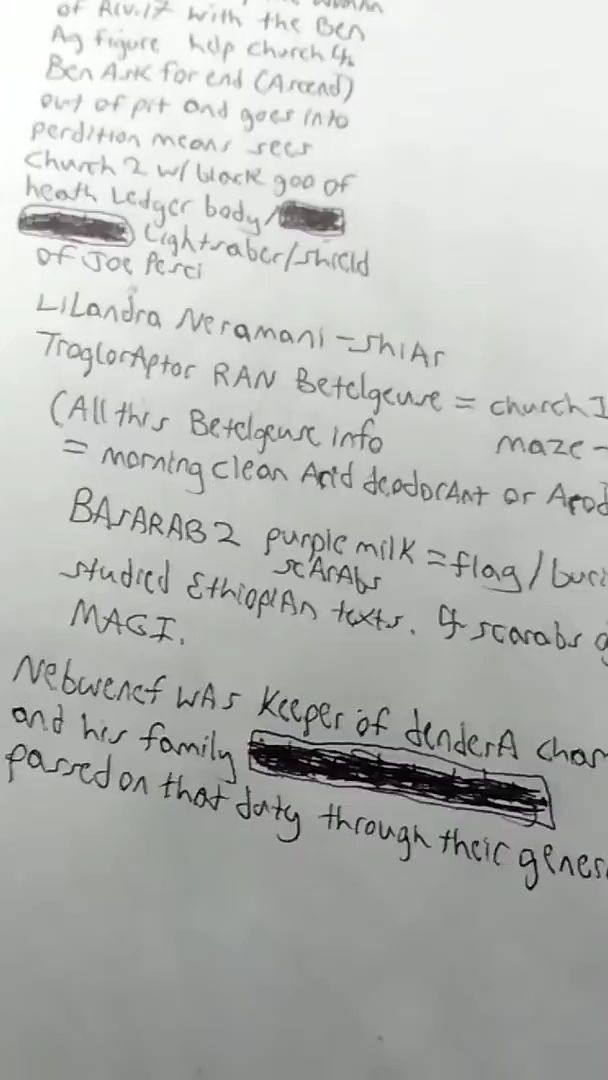 of Rev. 17 with the Ben
Ag figure help church 4.
Ben Ask for end (Ascend)
out of pit and goes into
perdition means sees
Church 2 w/ black goo of
heath Ledger body/
Lightsaber/shield
of Joe Pesci
LiLandra Neramani - ShiAr
TroglorAptor RAN Betelgeuse = church I
(All this Betelgeuse info maze -
= morning clean Acid deodorAnt or
BASARAB 2 purple milk = flag/
scArAbs
studied EthiopiAn texts. scarabs
MAGI.
Nebwenef wAs Keeper of denderA
and his family
passed on that duty through their